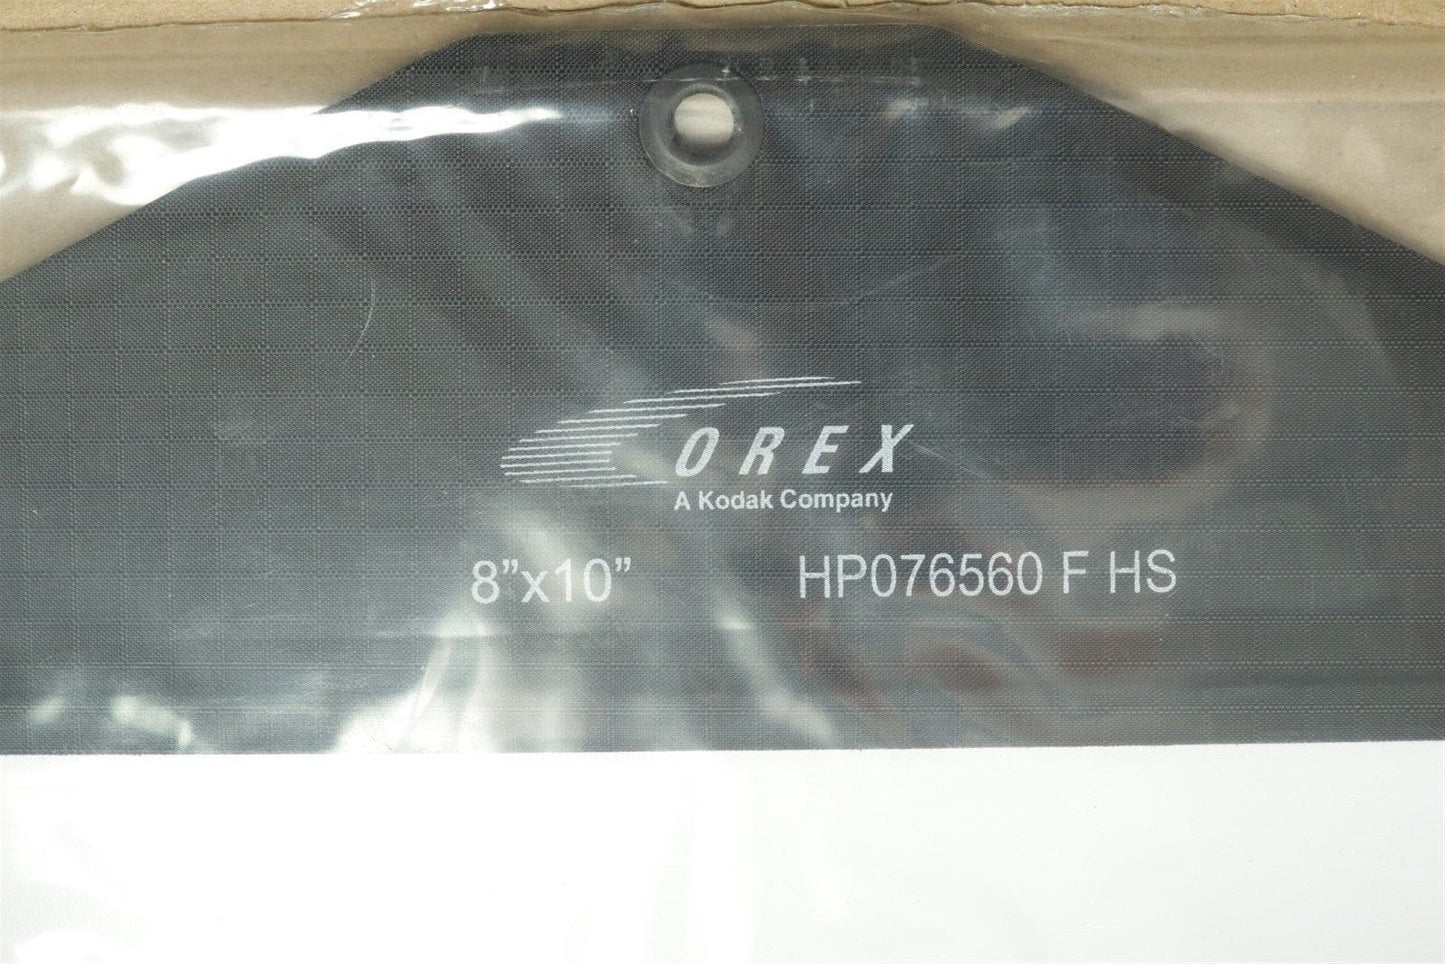 OREX
A Kodak Company
8”x10” HP076560 F HS